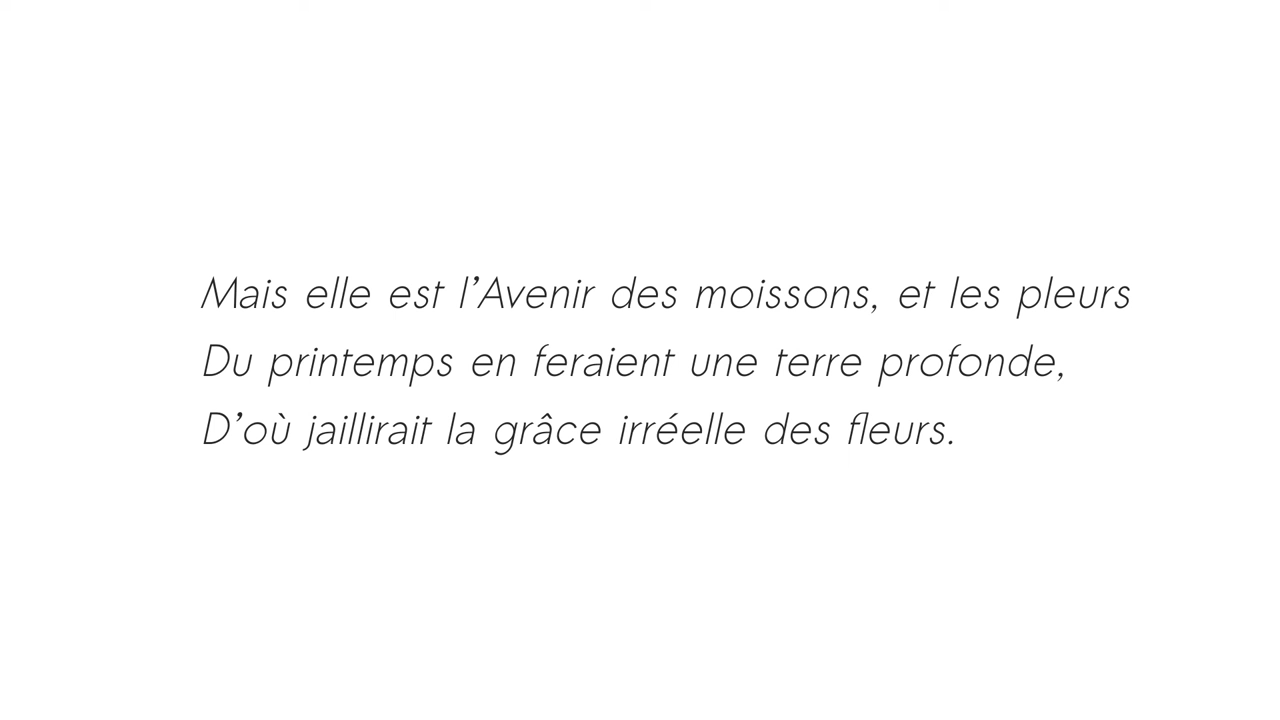 Mais elle est l’Avenir des moissons, et les pleurs
Du printemps en feraient une terre profonde,
D’où jaillirait la grâce irréelle des fleurs.